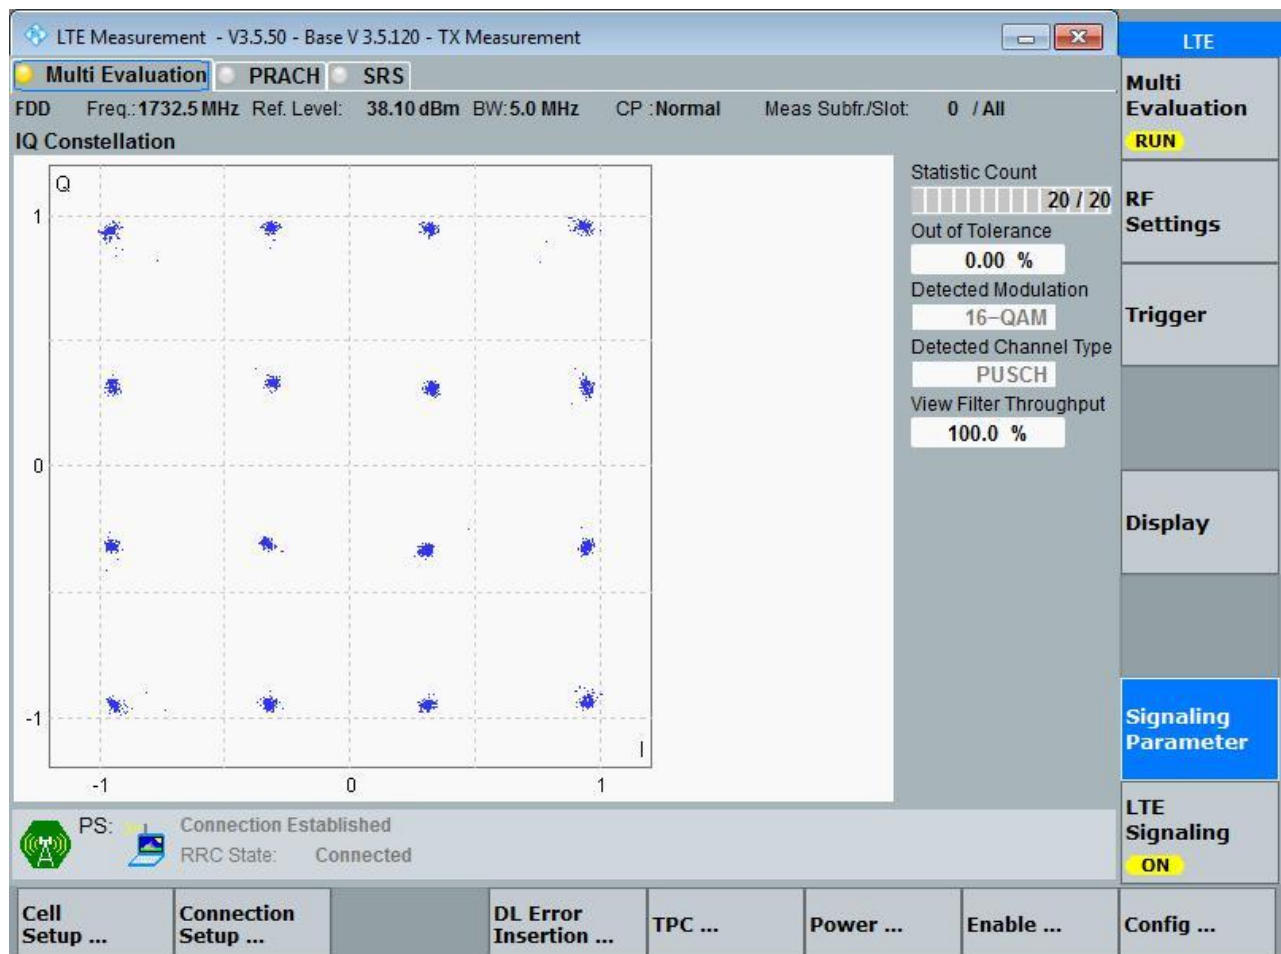 LTE Measurement - V3.5.50 - Base V 3.5.120 - TX Measurement
LTE
Multi Evaluation PRACH SRS
FDD Freq.: 1732.5 MHz Ref. Level: 38.10 dBm BW: 5.0 MHz CP : Normal Meas Subfr./Slot: 0 / All
IQ Constellation
Q
1
0
-1
I
-1 0 1
Statistic Count
20 / 20
Out of Tolerance
0.00 %
Detected Modulation
16-QAM
Detected Channel Type
PUSCH
View Filter Throughput
100.0 %
Multi
Evaluation
RUN
RF
Settings
Trigger
Display
Signaling
Parameter
LTE
Signaling
ON
PS: Connection Established
RRC State: Connected
Cell
Setup ...
Connection
Setup ...
DL Error
Insertion ...
TPC ...
Power ...
Enable ...
Config ...